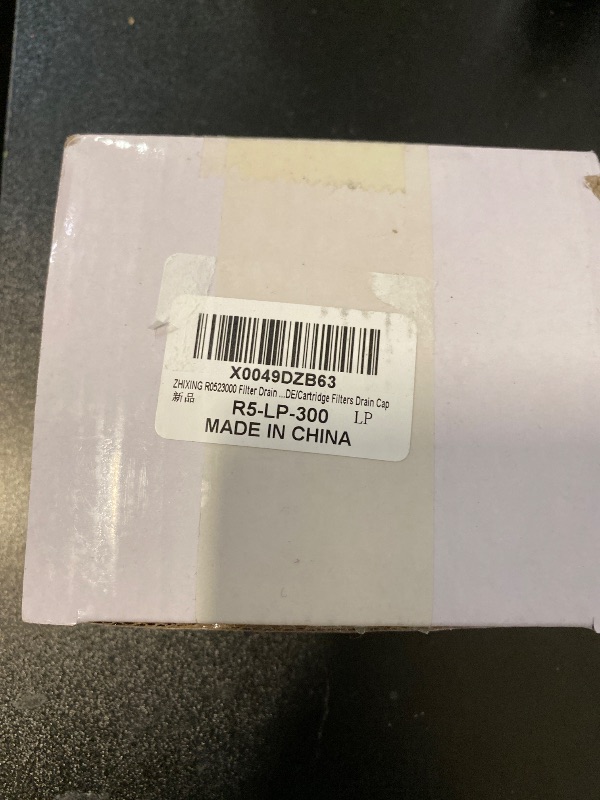 X0049DZB63
ZHIXING R0523000 Filter Drain ...DE/Cartridge Filters Drain Cap
新品
R5-LP-300 LP
MADE IN CHINA